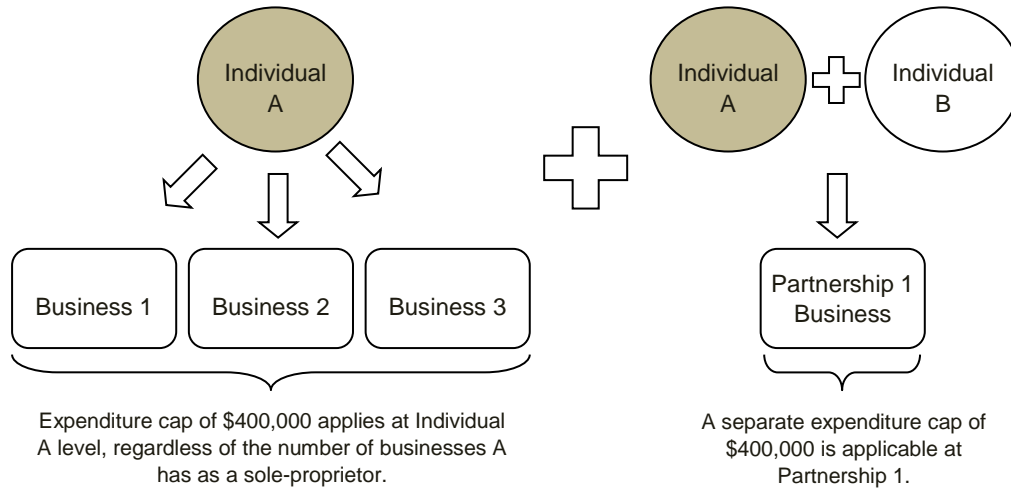 Individual
A
Individual
A
Individual
B
Business 1
Business 2
Business 3
Partnership 1
Business
Expenditure cap of $400,000 applies at Individual
A level, regardless of the number of businesses A
has as a sole-proprietor.
A separate expenditure cap of
$400,000 is applicable at
Partnership 1.